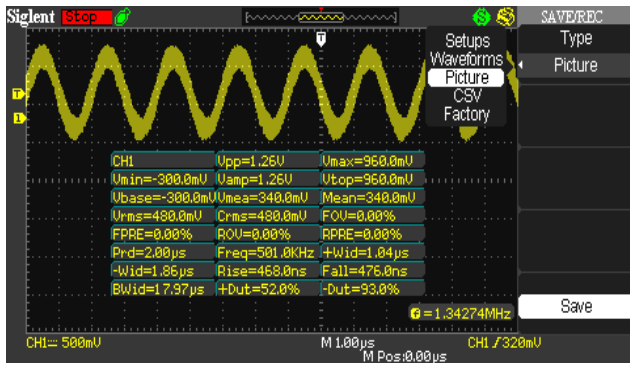 Siglent Stop SAVE/REC
T
Setups
Waveforms
Picture
CSV
Factory
Type
Picture
T
1
CH1 Vpp=1.26V Vmax=960.0mV
Vmin=-300.0mV Vamp=1.26V Vtop=960.0mV
Vbase=-300.0mV Vmea=340.0mV Mean=340.0mV
Vrms=480.0mV Crms=480.0mV FOV=0.00%
FPRE=0.00% ROV=0.00% RPRE=0.00%
Prd=2.00µs Freq=501.0KHz +Wid=1.04µs
-Wid=1.86µs Rise=468.0ns Fall=476.0ns
BWid=17.97µs +Dut=52.0% -Dut=93.0%
Save
f = 1.34274MHz
CH1 500mV M 1.00µs CH1 /320mV
M Pos:0.00µs